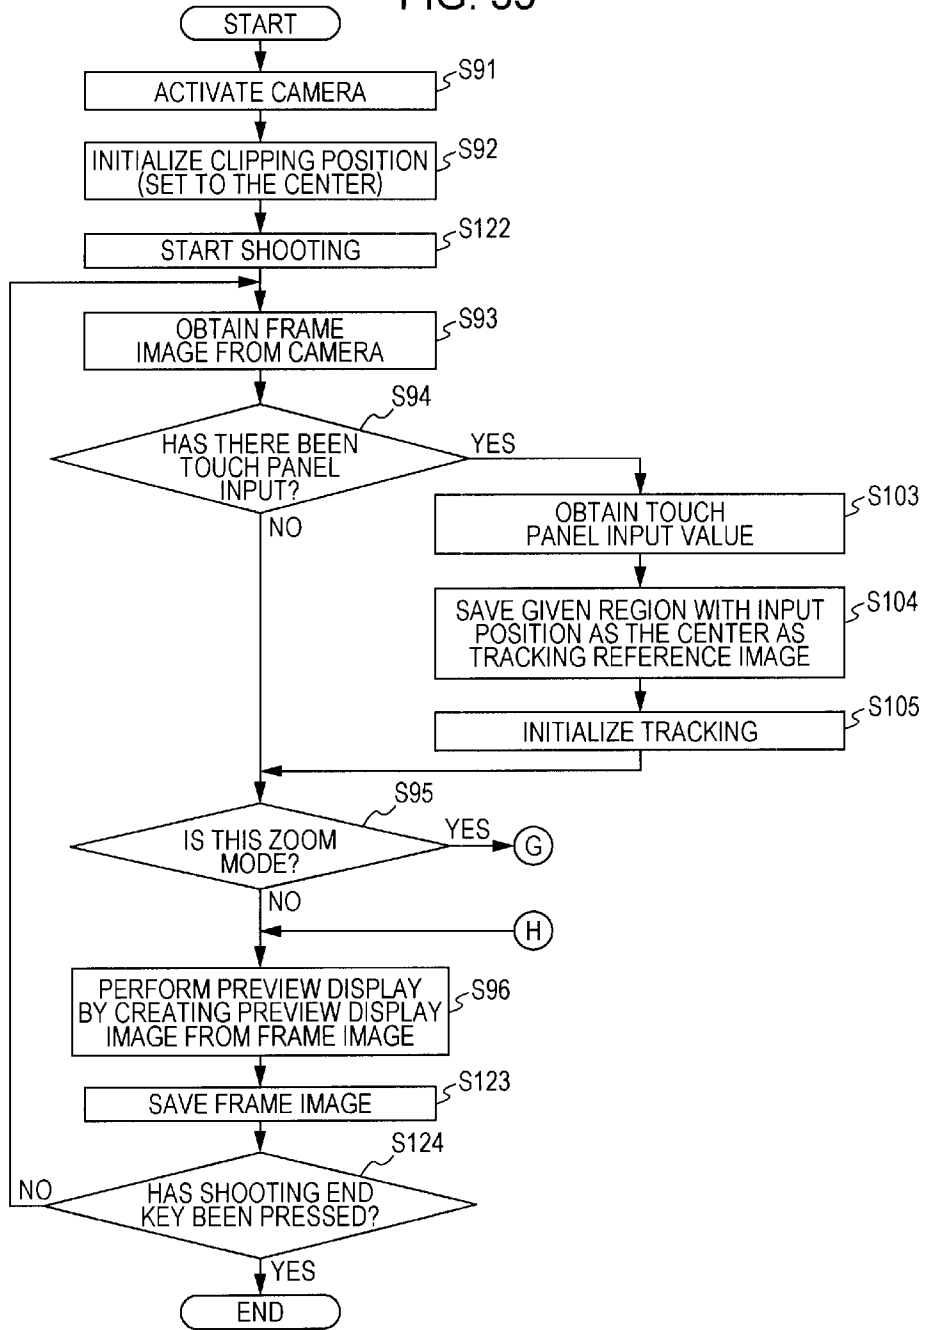 START
S91
ACTIVATE CAMERA
S92
INITIALIZE CLIPPING POSITION
(SET TO THE CENTER)
S122
START SHOOTING
S93
OBTAIN FRAME
IMAGE FROM CAMERA
S94
HAS THERE BEEN
TOUCH PANEL
INPUT?
YES
NO
S103
OBTAIN TOUCH
PANEL INPUT VALUE
S104
SAVE GIVEN REGION WITH INPUT
POSITION AS THE CENTER AS
TRACKING REFERENCE IMAGE
S105
INITIALIZE TRACKING
S95
IS THIS ZOOM
MODE?
YES
G
NO
H
S96
PERFORM PREVIEW DISPLAY
BY CREATING PREVIEW DISPLAY
IMAGE FROM FRAME IMAGE
S123
SAVE FRAME IMAGE
S124
HAS SHOOTING END
KEY BEEN PRESSED?
NO
YES
END